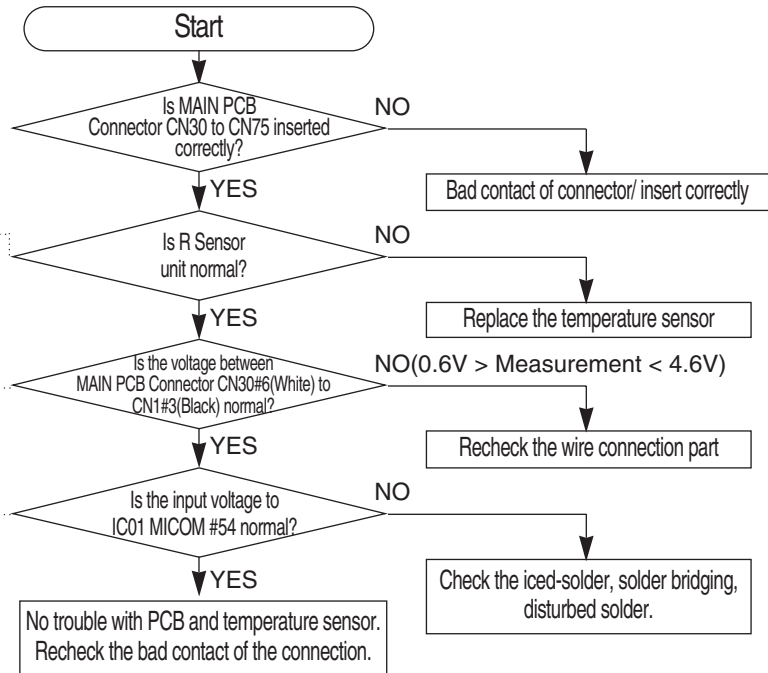 Start
Is MAIN PCB
Connector CN30 to CN75 inserted
correctly?
NO
Bad contact of connector/ insert correctly
YES
Is R Sensor
unit normal?
NO
Replace the temperature sensor
YES
Is the voltage between
MAIN PCB Connector CN30#6(White) to
CN1#3(Black) normal?
NO(0.6V > Measurement < 4.6V)
Recheck the wire connection part
YES
Is the input voltage to
IC01 MICOM #54 normal?
NO
Check the iced-solder, solder bridging,
disturbed solder.
YES
No trouble with PCB and temperature sensor.
Recheck the bad contact of the connection.